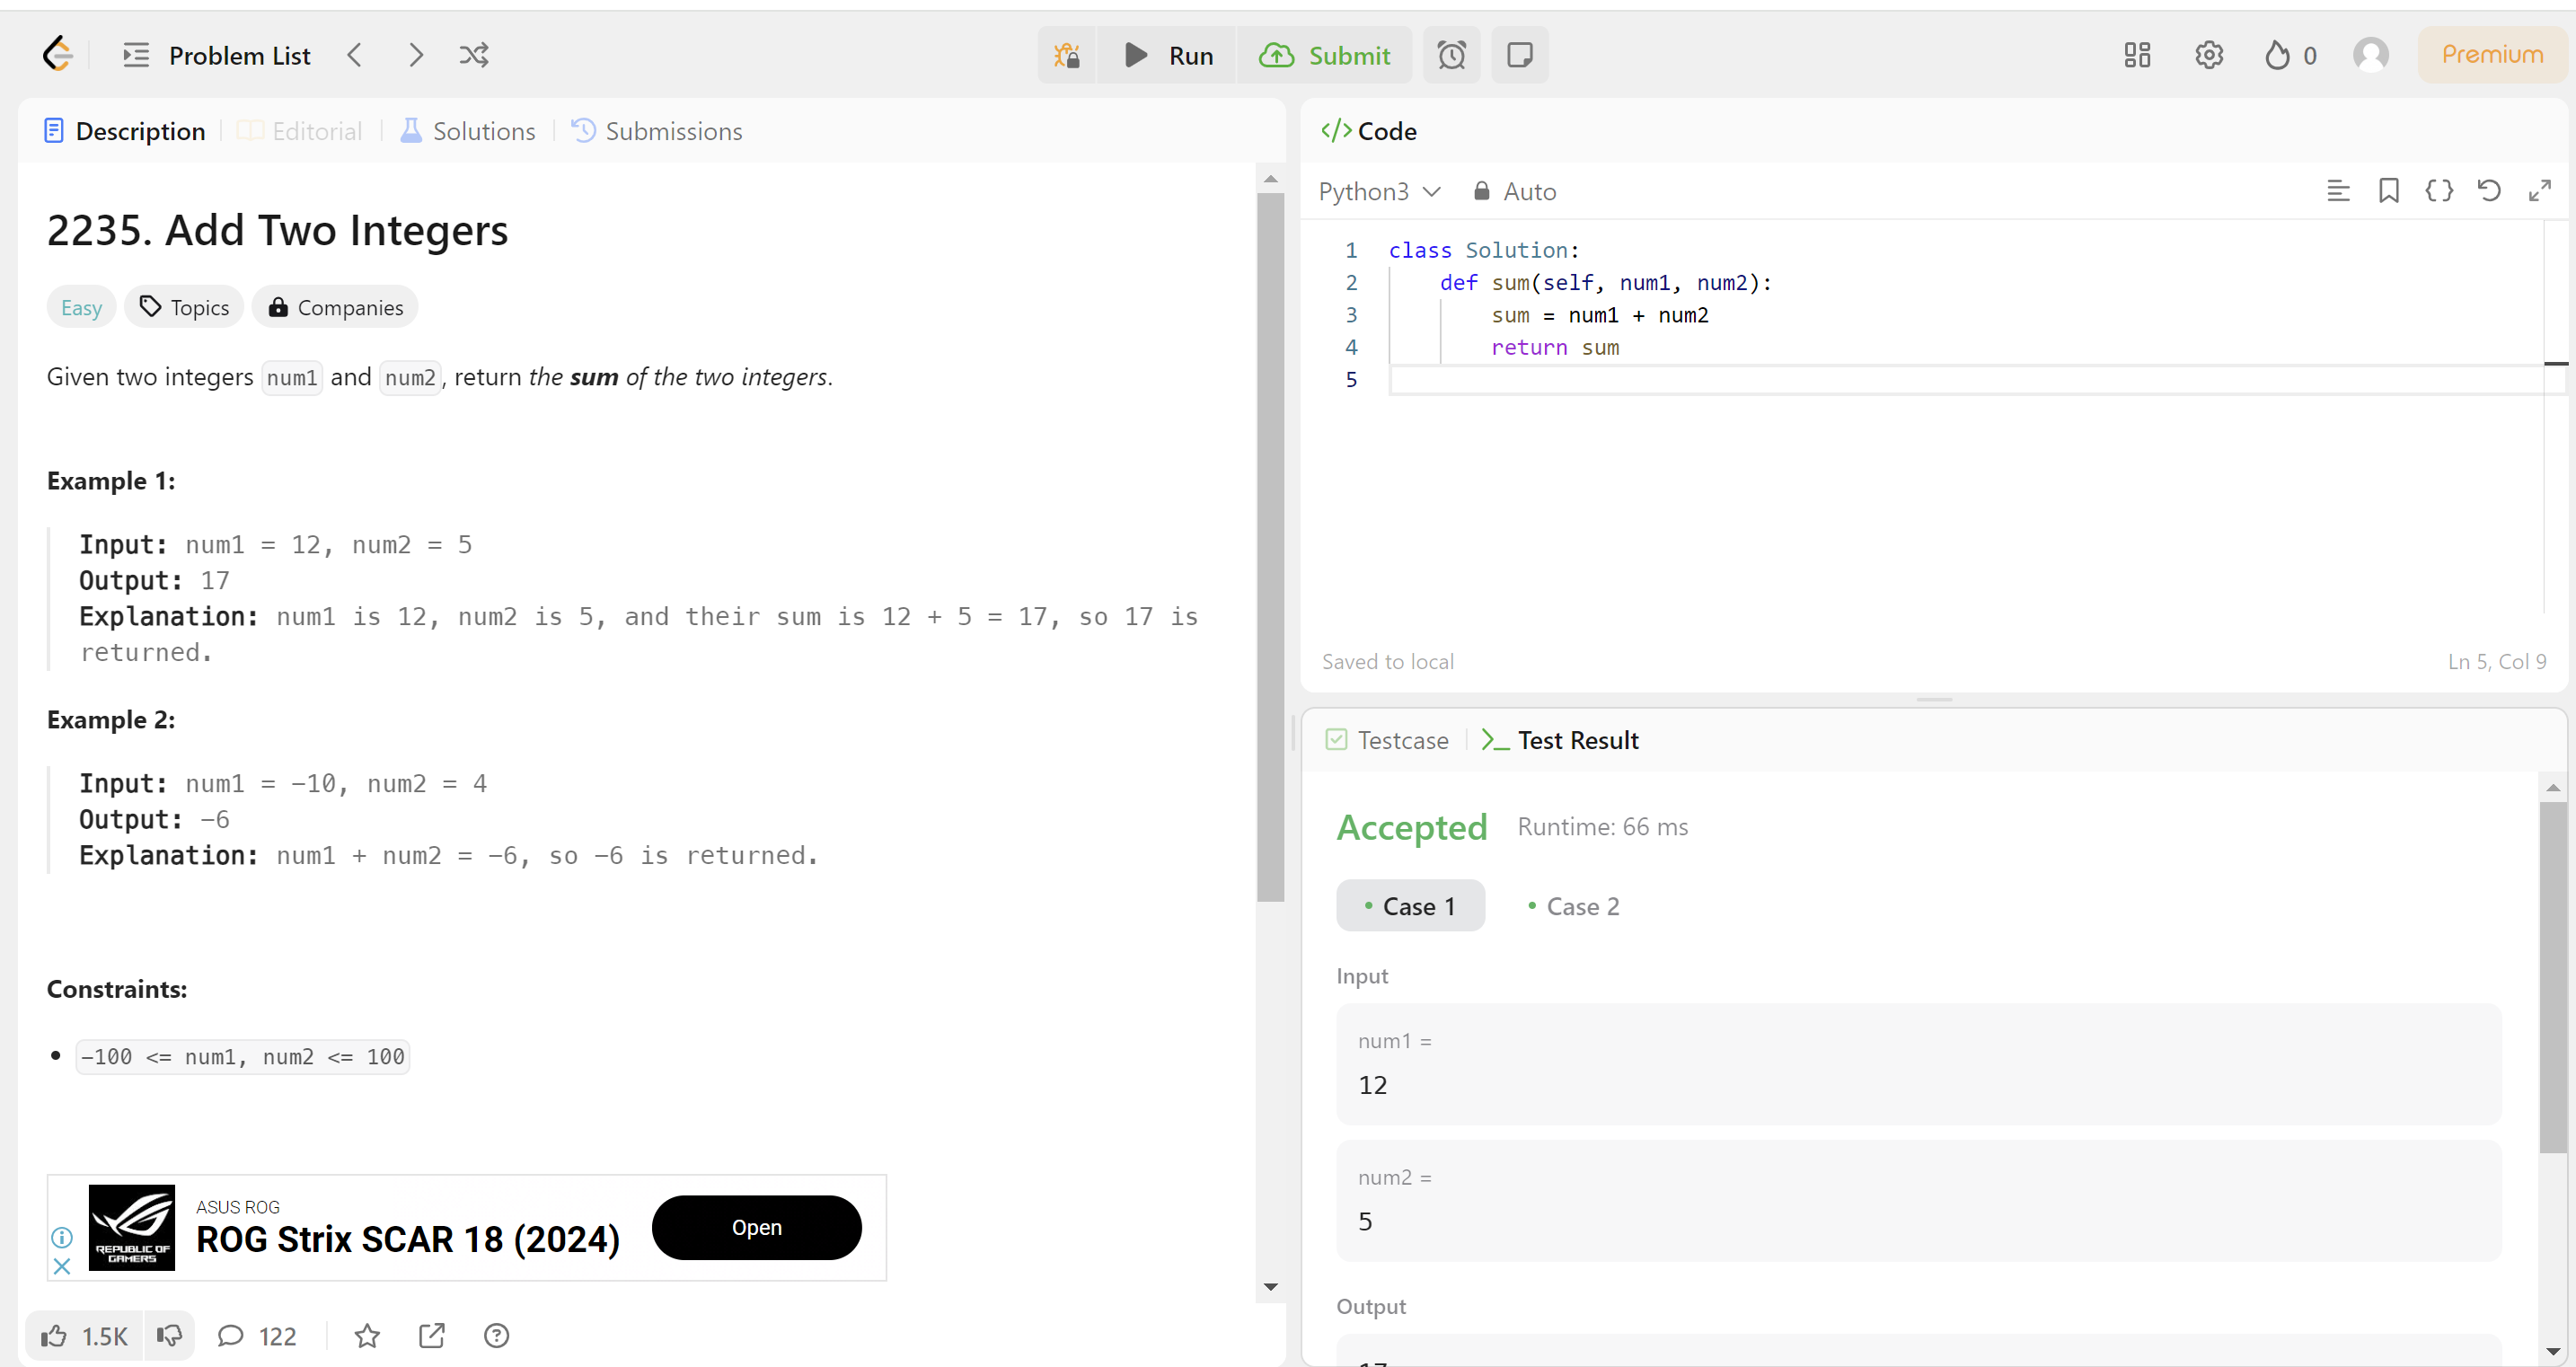 Problem List
Run
Submit
0
Premium
Description
Editorial
Solutions
Submissions
2235. Add Two Integers
Easy
Topics
Companies
Given two integers num1 and num2, return the sum of the two integers.
Example 1:
Input: num1 = 12, num2 = 5
Output: 17
Explanation: num1 is 12, num2 is 5, and their sum is 12 + 5 = 17, so 17 is
returned.
Example 2:
Input: num1 = -10, num2 = 4
Output: -6
Explanation: num1 + num2 = -6, so -6 is returned.
Constraints:
-100 <= num1, num2 <= 100
REPUBLIC OF
GAMERS
ASUS ROG
ROG Strix SCAR 18 (2024)
Open
1.5K
122
</> Code
Python3
Auto
1 class Solution:
2 def sum(self, num1, num2):
3 sum = num1 + num2
4 return sum
5
Saved to local
Ln 5, Col 9
Testcase
Test Result
Accepted
Runtime: 66 ms
Case 1
Case 2
Input
num1 =
12
num2 =
5
Output
17